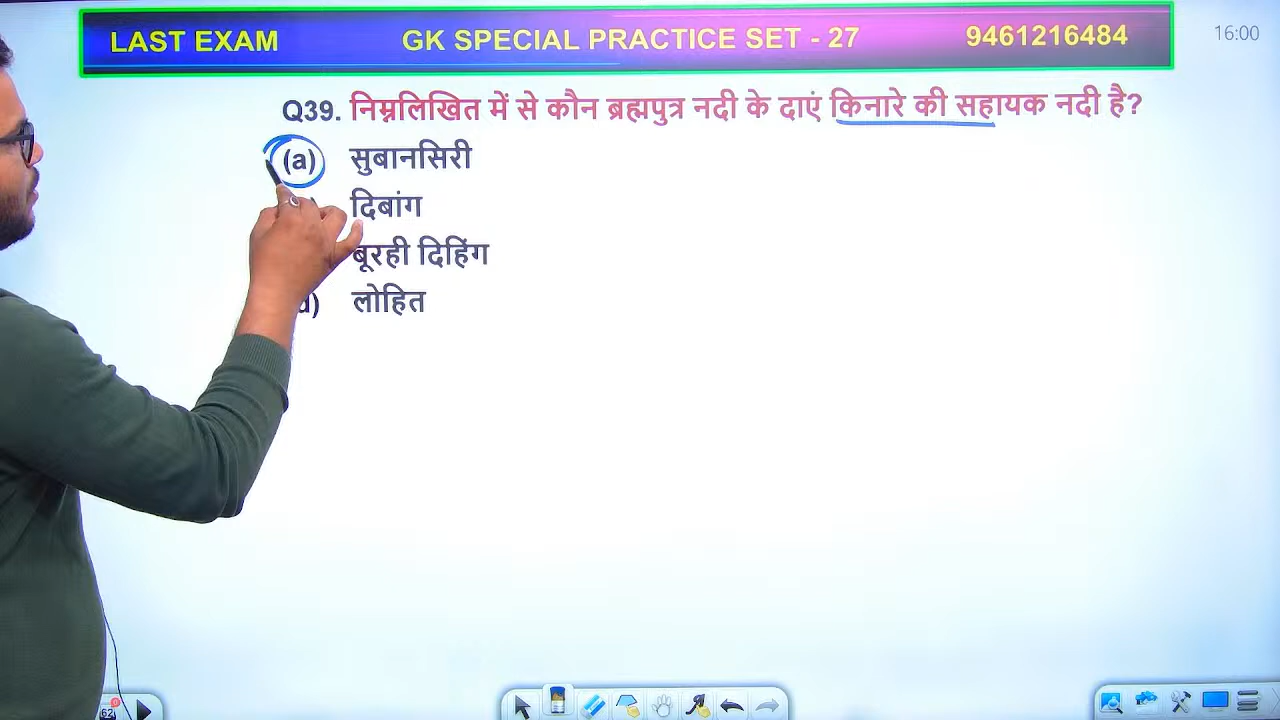 LAST EXAM GK SPECIAL PRACTICE SET - 27 9461216484 16:00
Q39. निम्नलिखित में से कौन ब्रह्मपुत्र नदी के दाएं किनारे की सहायक नदी है?
(a) सुबानसिरी
दिबांग
बूरही दिहिंग
d) लोहित
62